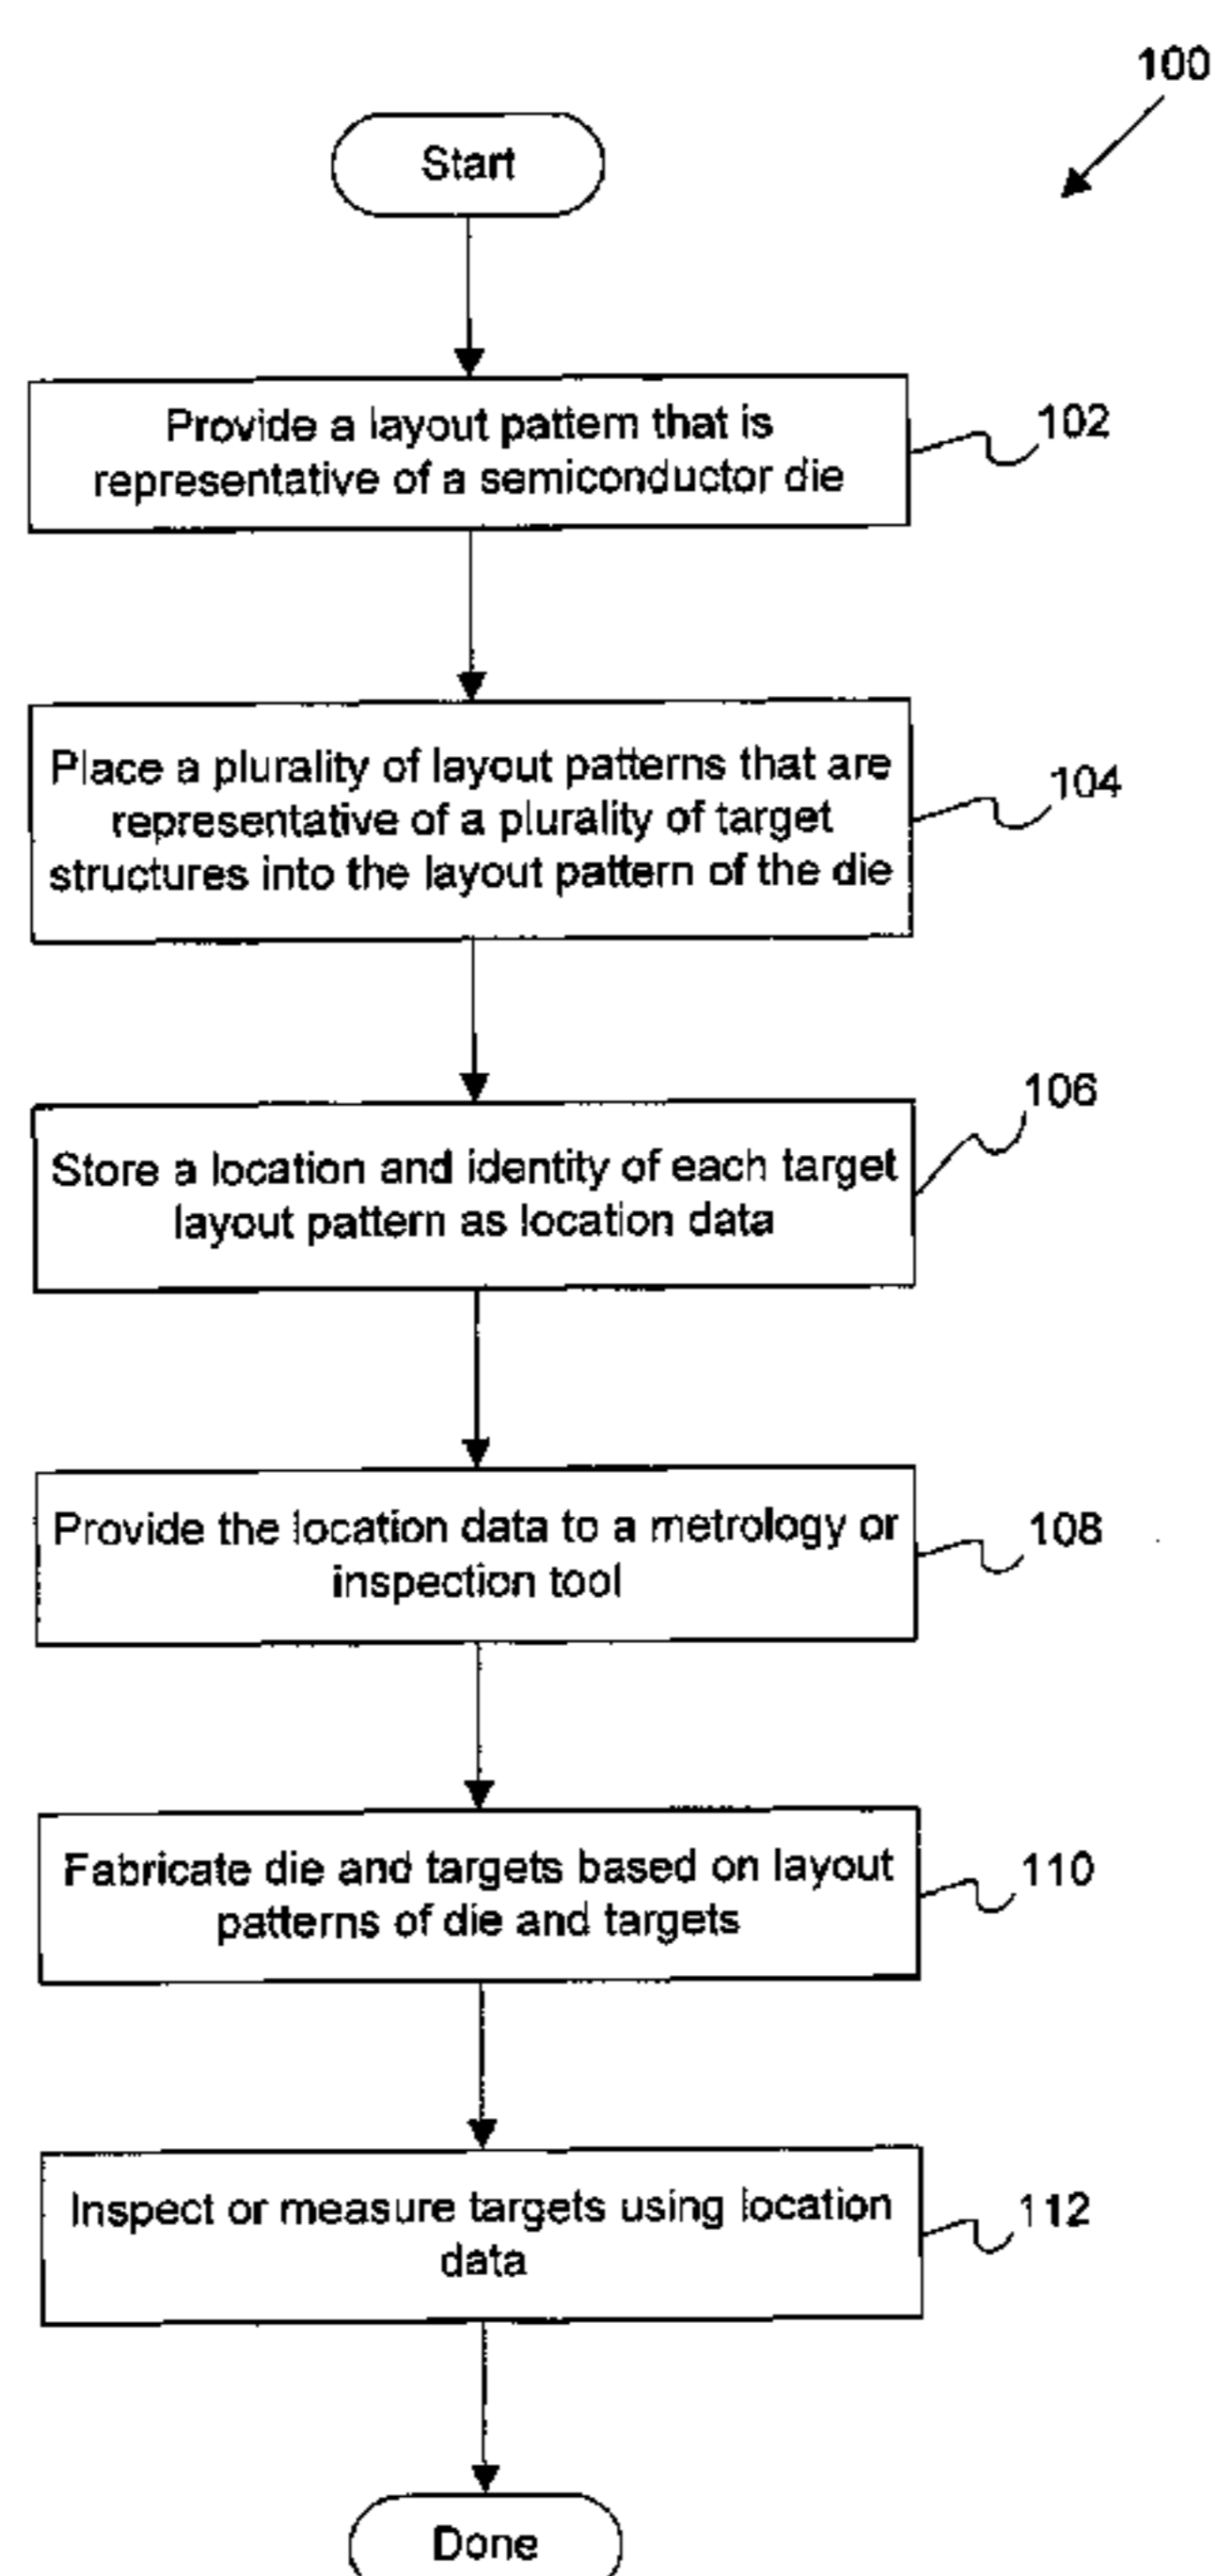 100
Start
Provide a layout pattern that is
representative of a semiconductor die
102
Place a plurality of layout patterns that are
representative of a plurality of target
structures into the layout pattern of the die
104
Store a location and identity of each target
layout pattern as location data
106
Provide the location data to a metrology or
inspection tool
108
Fabricate die and targets based on layout
patterns of die and targets
110
Inspect or measure targets using location
data
112
Done